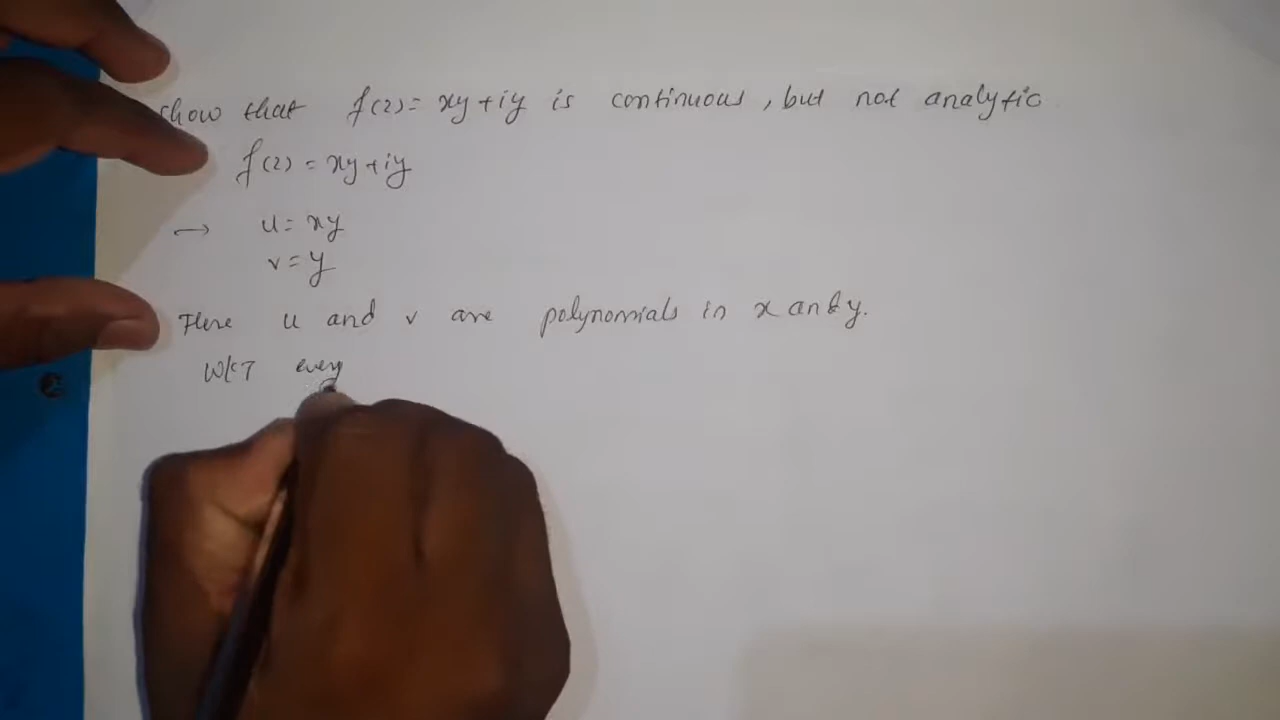 Show that f(z) = xy + iy is continuous, but not analytic
f(z) = xy + iy
→ u = xy
v = y
Here u and v are polynomials in x and y.
WKT every